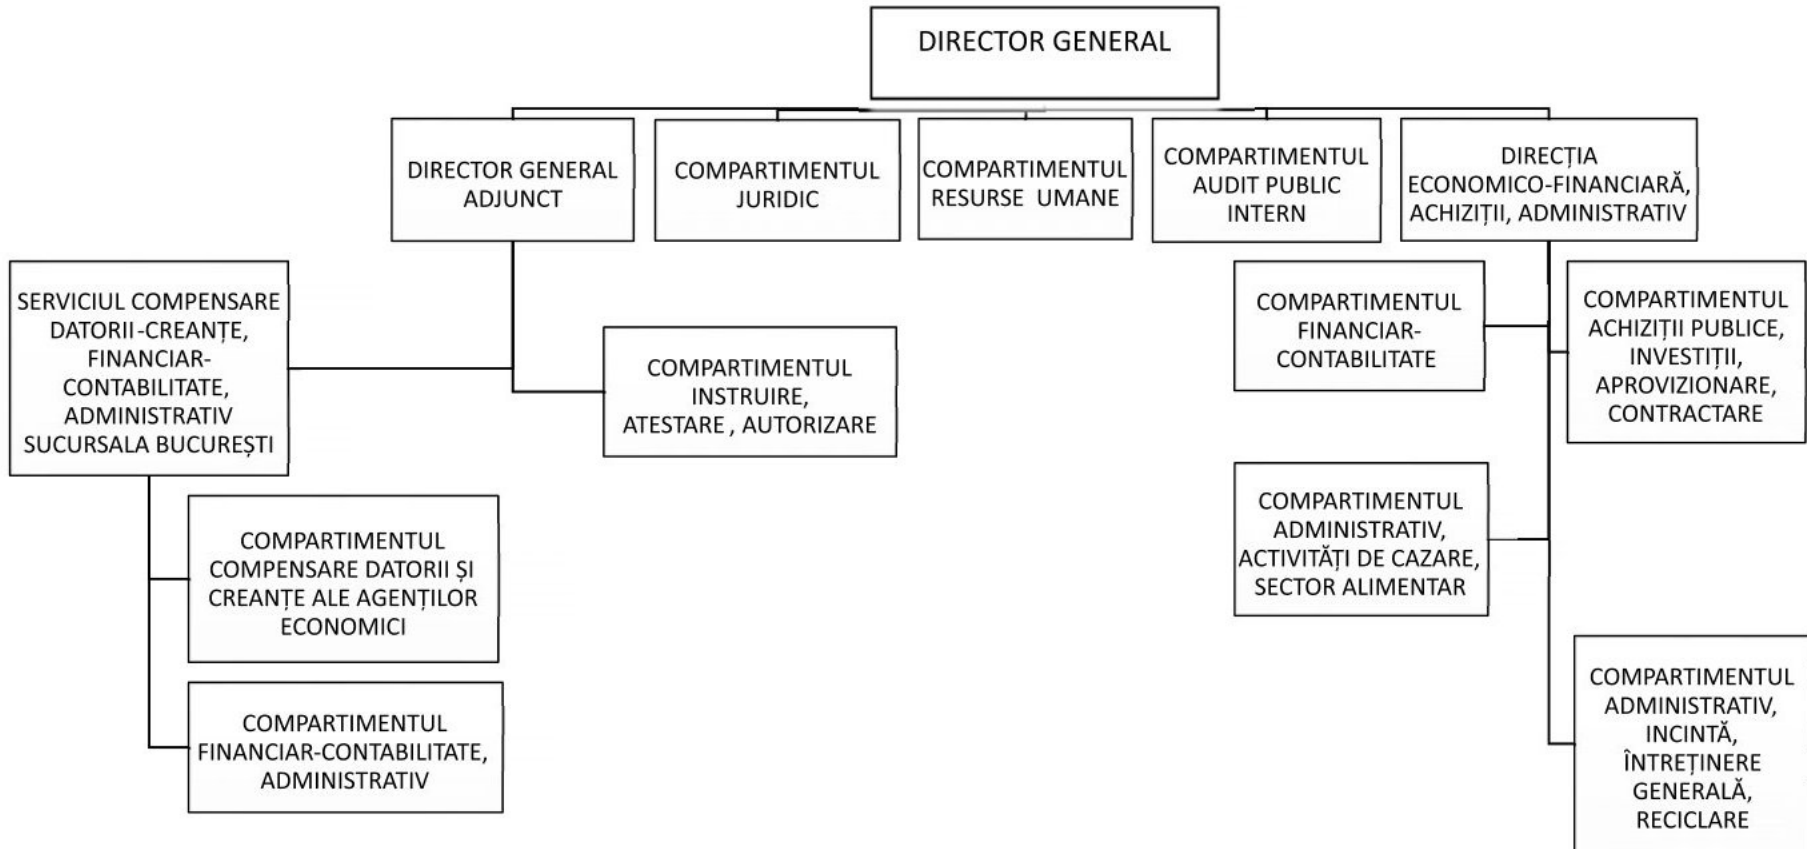 DIRECTOR GENERAL
DIRECTOR GENERAL
ADJUNCT
COMPARTIMENTUL
JURIDIC
COMPARTIMENTUL
RESURSE UMANE
COMPARTIMENTUL
AUDIT PUBLIC
INTERN
DIRECȚIA
ECONOMICO-FINANCIARĂ,
ACHIZIȚII, ADMINISTRATIV
SERVICIUL COMPENSARE
DATORII-CREANȚE,
FINANCIAR-
CONTABILITATE,
ADMINISTRATIV
SUCURSALA BUCUREȘTI
COMPARTIMENTUL
INSTRUIRE,
ATESTARE , AUTORIZARE
COMPARTIMENTUL
FINANCIAR-
CONTABILITATE
COMPARTIMENTUL
ACHIZIȚII PUBLICE,
INVESTIȚII,
APROVIZIONARE,
CONTRACTARE
COMPARTIMENTUL
COMPENSARE DATORII ȘI
CREANȚE ALE AGENȚILOR
ECONOMICI
COMPARTIMENTUL
ADMINISTRATIV,
ACTIVITĂȚI DE CAZARE,
SECTOR ALIMENTAR
COMPARTIMENTUL
FINANCIAR-CONTABILITATE,
ADMINISTRATIV
COMPARTIMENTUL
ADMINISTRATIV,
INCINTĂ,
ÎNTREȚINERE
GENERALĂ,
RECICLARE